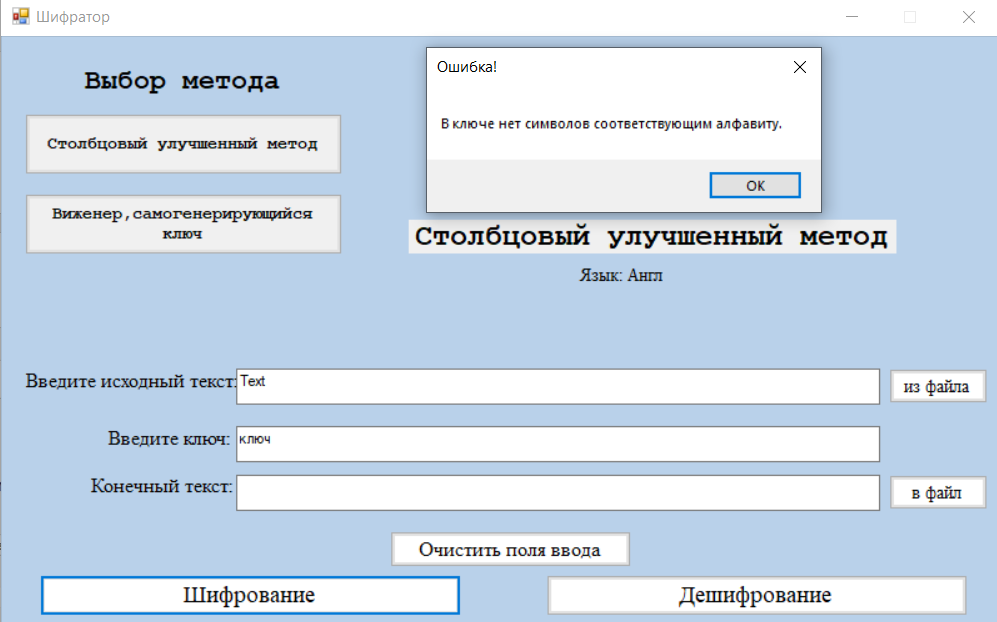 Шифратор
Выбор метода
Столбцовый улучшенный метод
Виженер,самогенерирующийся
ключ
Ошибка!
В ключе нет символов соответствующим алфавиту.
ОК
Столбцовый улучшенный метод
Язык: Англ
Введите исходный текст:
Text
из файла
Введите ключ:
ключ
Конечный текст:
в файл
Очистить поля ввода
Шифрование
Дешифрование